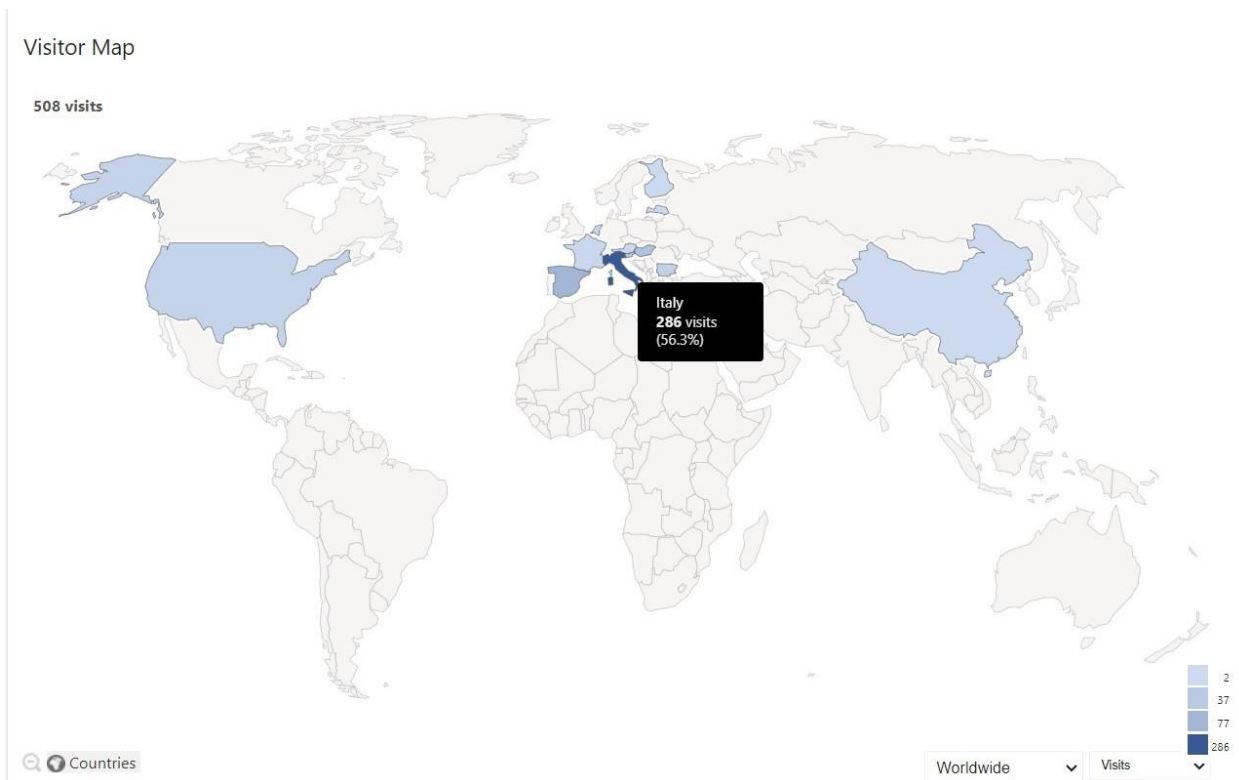 Visitor Map
508 visits
Italy
286 visits
(56.3%)
2
37
77
286
Countries
Worldwide
Visits